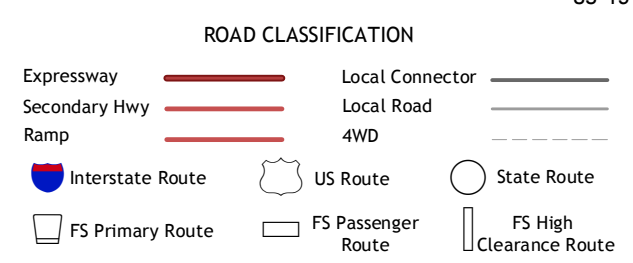 ROAD CLASSIFICATION
Expressway
Local Connector
Secondary Hwy
Local Road
Ramp
4WD
Interstate Route
US Route
State Route
FS Primary Route
FS Passenger
Route
FS High
Clearance Route